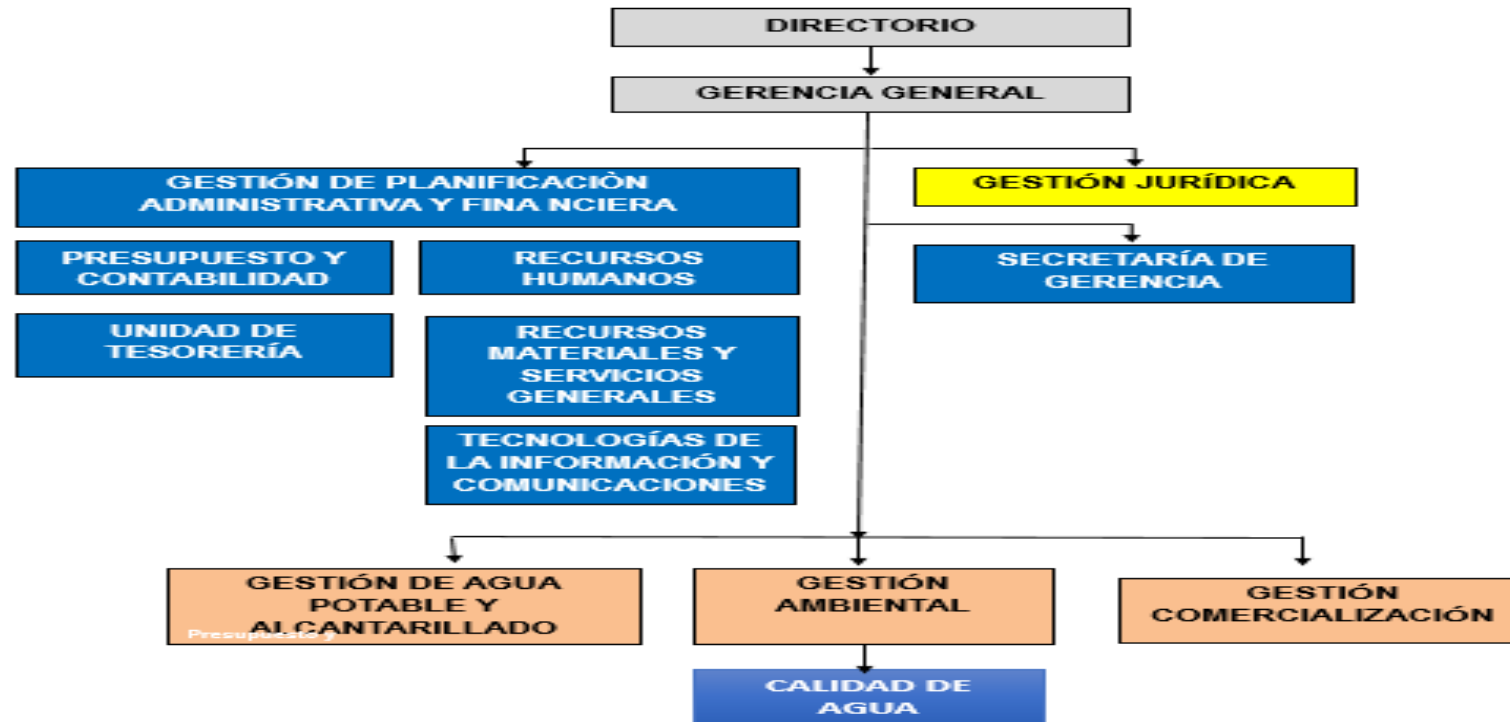 DIRECTORIO
GERENCIA GENERAL
GESTIÓN DE PLANIFICACIÒN
ADMINISTRATIVA Y FINA NCIERA
GESTIÓN JURÍDICA
PRESUPUESTO Y
CONTABILIDAD
RECURSOS
HUMANOS
SECRETARÍA DE
GERENCIA
UNIDAD DE
TESORERÍA
RECURSOS
MATERIALES Y
SERVICIOS
GENERALES
TECNOLOGÍAS DE
LA INFORMACIÓN Y
COMUNICACIONES
GESTIÓN DE AGUA
POTABLE Y
ALCANTARILLADO
Presupuesto y
GESTIÓN
AMBIENTAL
GESTIÓN
COMERCIALIZACIÓN
CALIDAD DE
AGUA